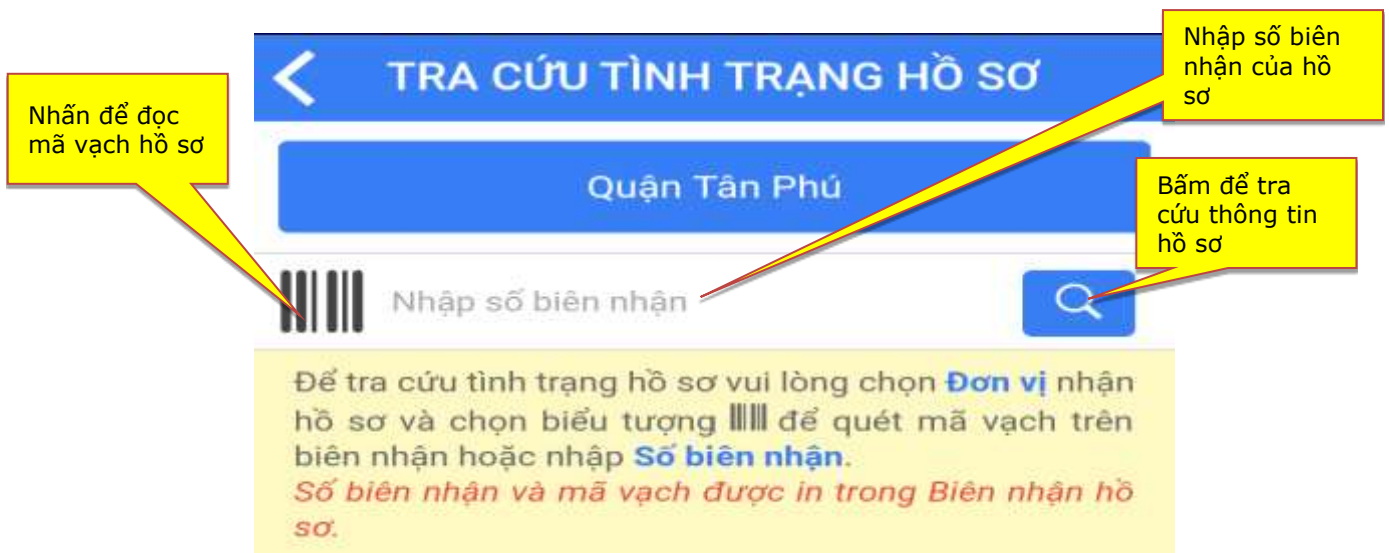 Nhập số biên
nhận của hồ
sơ
TRA CỨU TÌNH TRẠNG HỒ SƠ
Nhấn để đọc
mã vạch hồ sơ
Quận Tân Phú
Bấm để tra
cứu thông tin
hồ sơ
Nhập số biên nhận
Để tra cứu tình trạng hồ sơ vui lòng chọn Đơn vị nhận
hồ sơ và chọn biểu tượng để quét mã vạch trên
biên nhận hoặc nhập Số biên nhận.
Số biên nhận và mã vạch được in trong Biên nhận hồ
sơ.